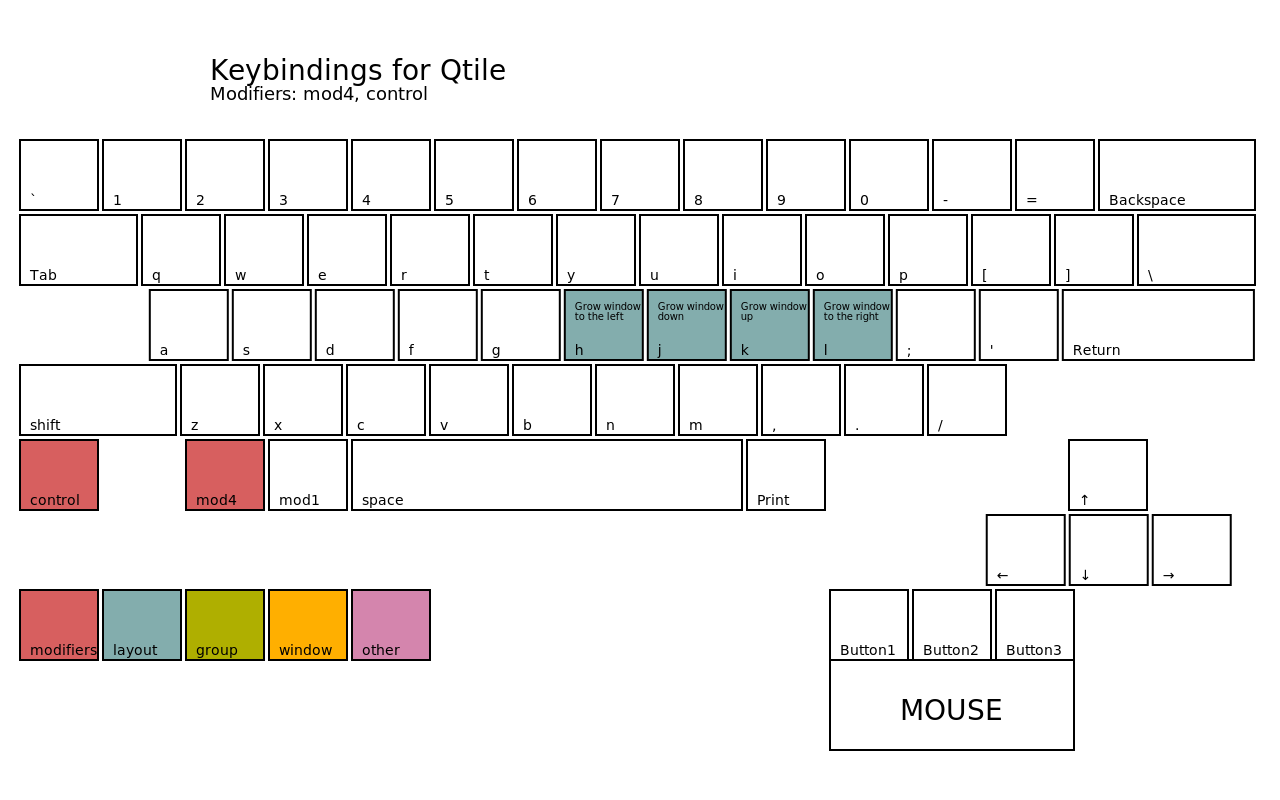 Keybindings for Qtile
Modifiers: mod4, control
` 1 2 3 4 5 6 7 8 9 0 - = Backspace
Tab q w e r t y u i o p [ ] \
Grow window to the left
Grow window down
Grow window up
Grow window to the right
a s d f g h j k l ; ' Return
shift z x c v b n m , . /
control mod4 mod1 space Print ↑
← ↓ →
modifiers layout group window other Button1 Button2 Button3
MOUSE